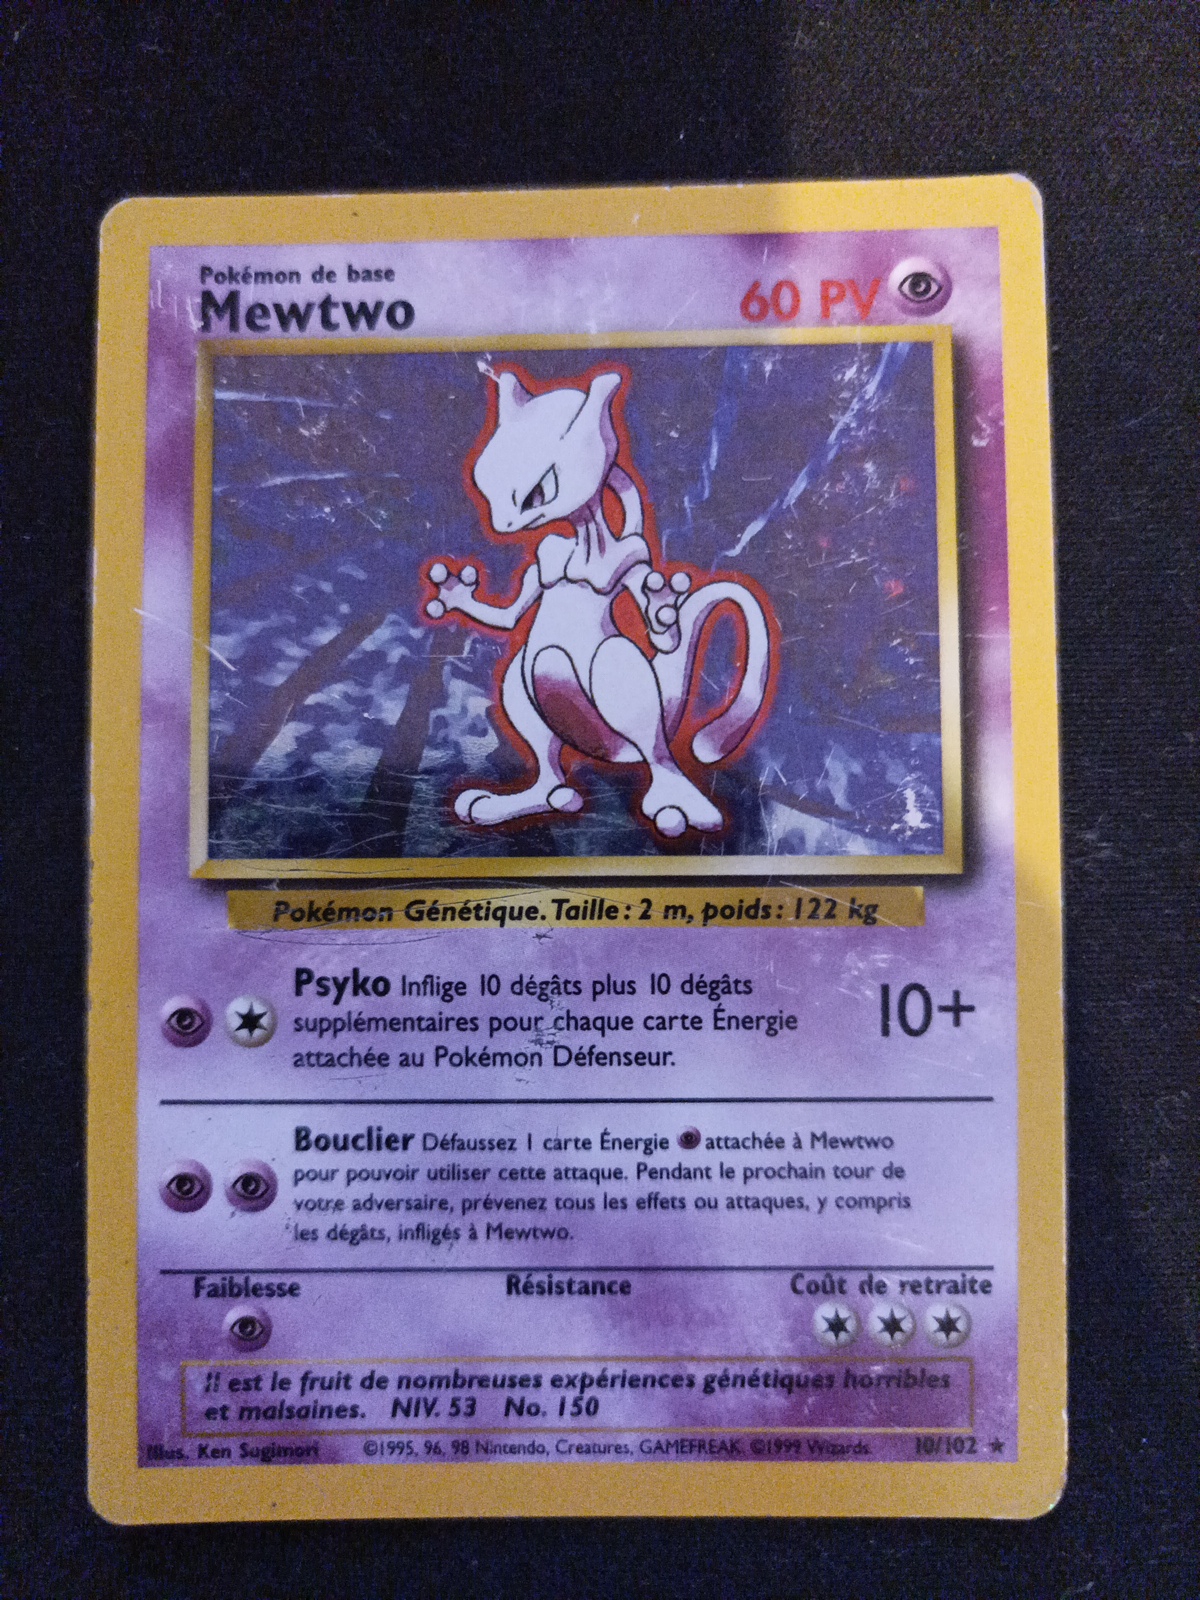 Pokémon de base
Mewtwo 60 PV
Pokémon Génétique. Taille : 2 m, poids : 122 kg
Psyko Inflige 10 dégâts plus 10 dégâts
supplémentaires pour chaque carte Énergie
attachée au Pokémon Défenseur.
10+
Bouclier Défaussez 1 carte Énergie attachée à Mewtwo
pour pouvoir utiliser cette attaque. Pendant le prochain tour de
votre adversaire, prévenez tous les effets ou attaques, y compris
les dégâts, infligés à Mewtwo.
Faiblesse Résistance Coût de retraite
Il est le fruit de nombreuses expériences génétiques horribles
et malsaines. NIV. 53 No. 150
Illus. Ken Sugimori ©1995, 96, 98 Nintendo, Creatures, GAMEFREAK. ©1999 Wizards. 10/102 ★